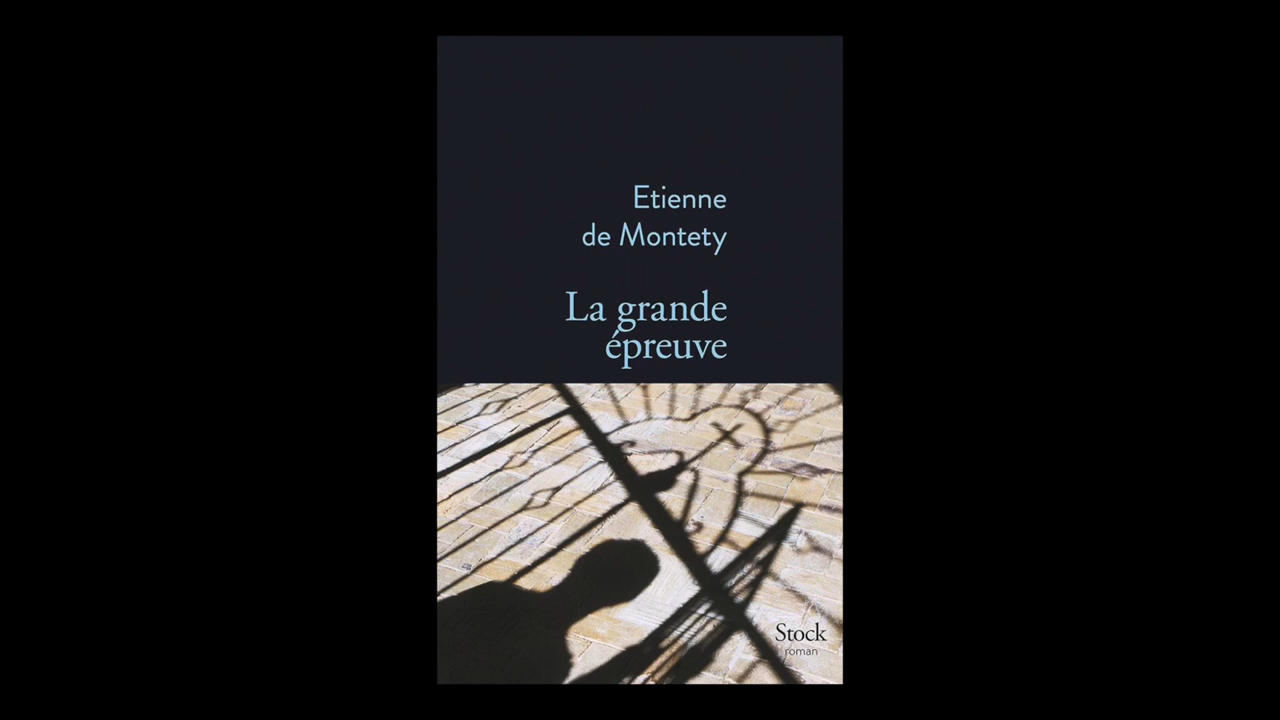 Etienne
de Montety
La grande
épreuve
Stock
roman